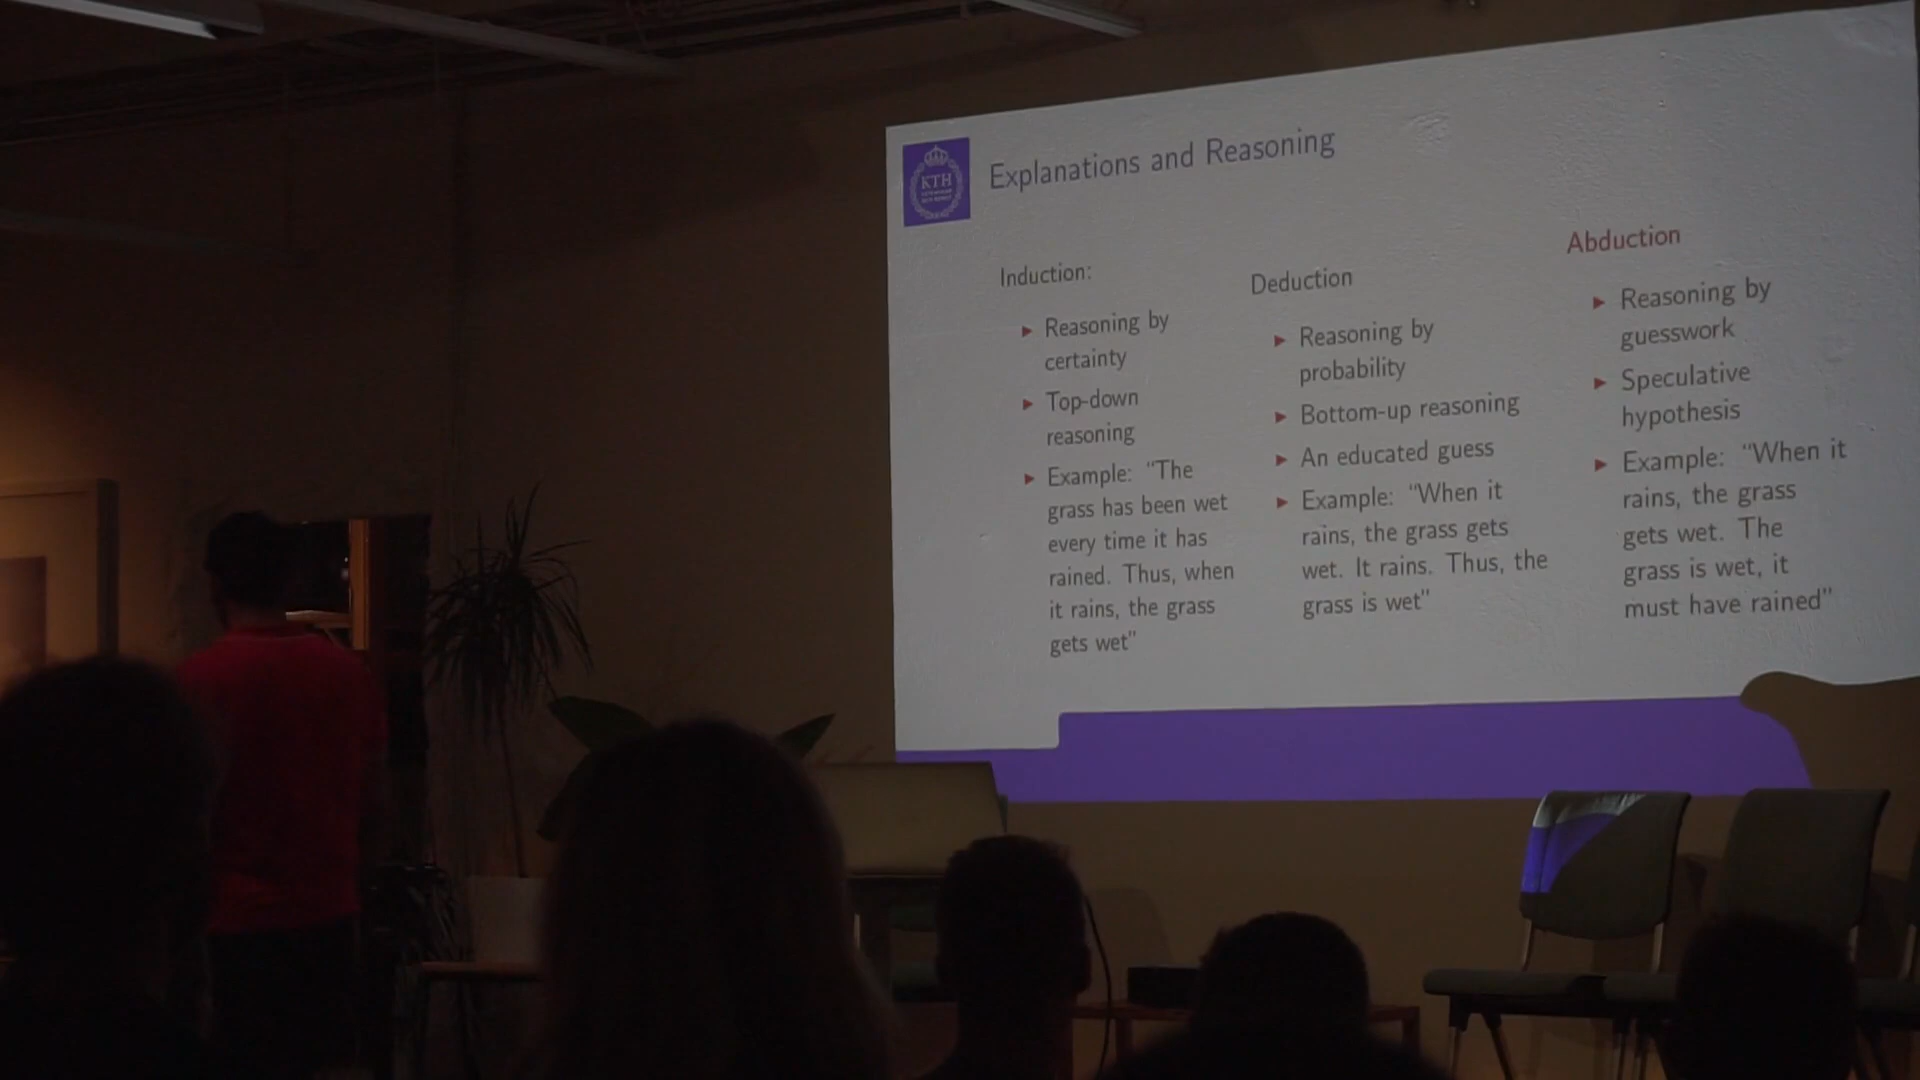 KTH
Explanations and Reasoning
Induction:
▶ Reasoning by
certainty
▶ Top-down
reasoning
▶ Example: “The
grass has been wet
every time it has
rained. Thus, when
it rains, the grass
gets wet”
Deduction
▶ Reasoning by
probability
▶ Bottom-up reasoning
▶ An educated guess
▶ Example: “When it
rains, the grass gets
wet. It rains. Thus, the
grass is wet”
Abduction
▶ Reasoning by
guesswork
▶ Speculative
hypothesis
▶ Example: “When it
rains, the grass
gets wet. The
grass is wet, it
must have rained”